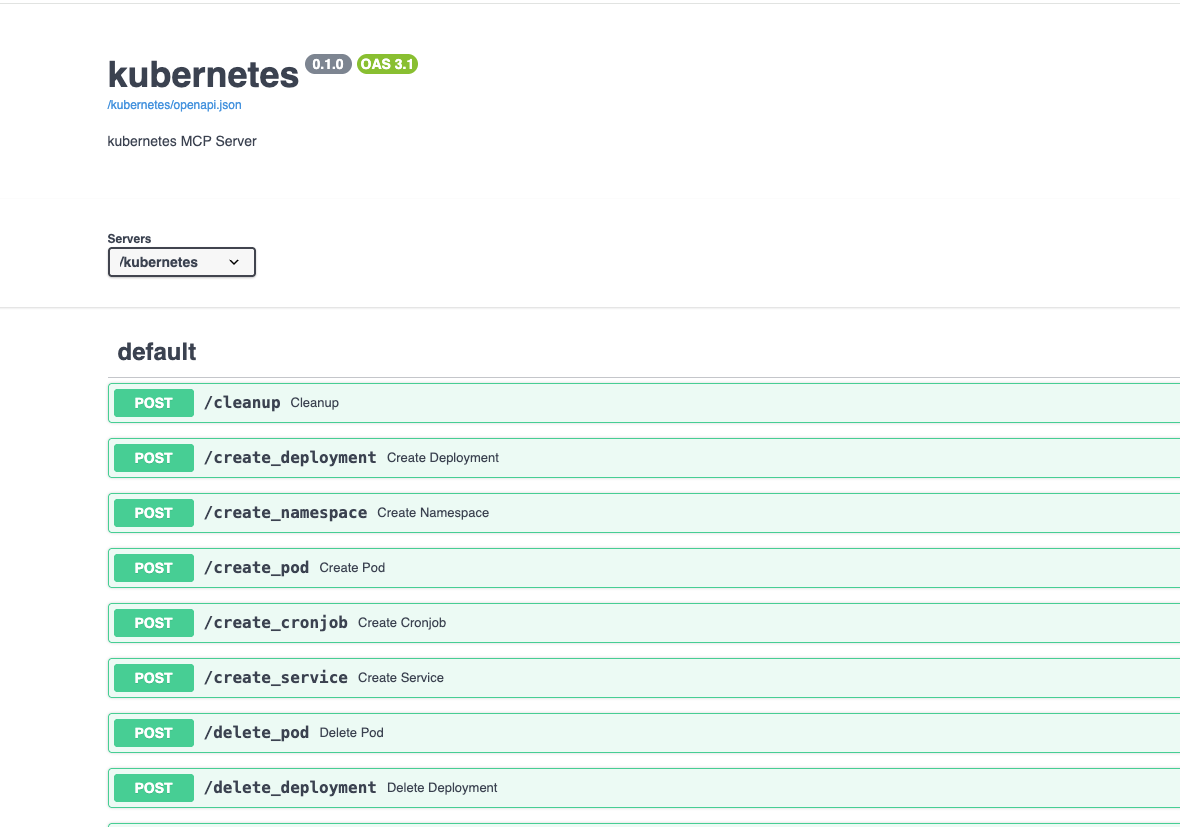 kubernetes 0.1.0 OAS 3.1
/kubernetes/openapi.json
kubernetes MCP Server
Servers
/kubernetes
default
POST /cleanup Cleanup
POST /create_deployment Create Deployment
POST /create_namespace Create Namespace
POST /create_pod Create Pod
POST /create_cronjob Create Cronjob
POST /create_service Create Service
POST /delete_pod Delete Pod
POST /delete_deployment Delete Deployment